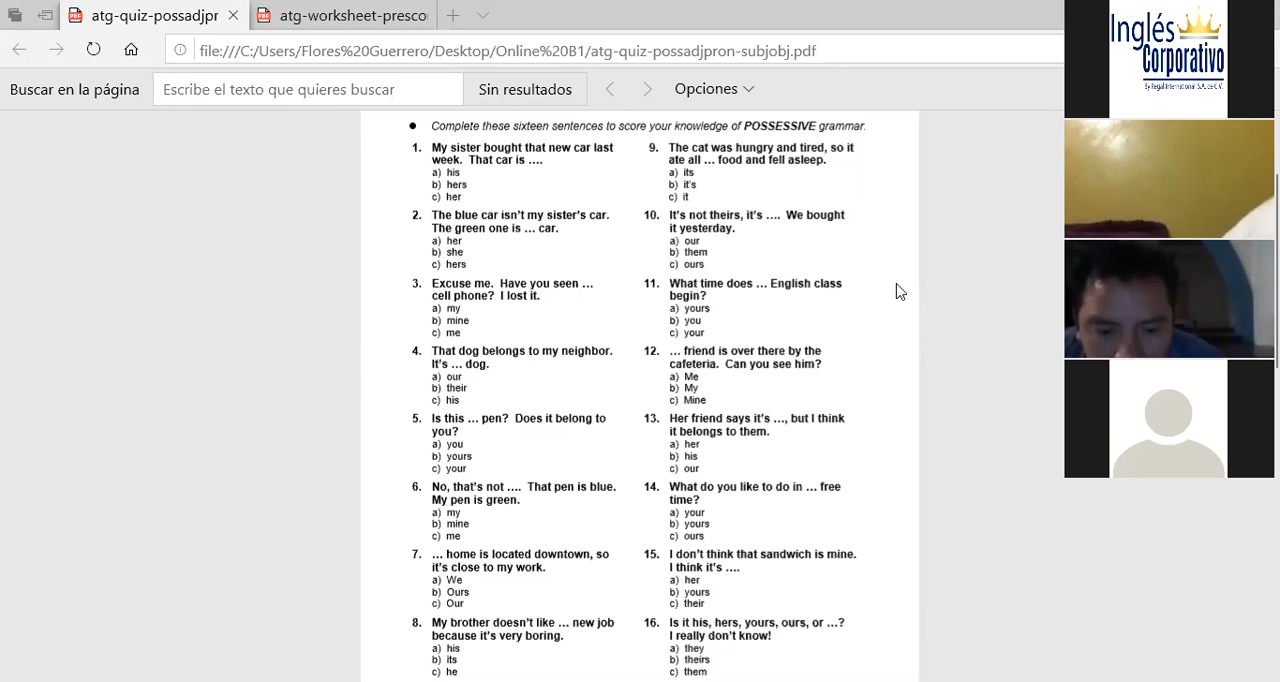 atg-quiz-possadjpr
atg-worksheet-presco
file:///C:/Users/Flores%20Guerrero/Desktop/Online%20B1/atg-quiz-possadjpron-subjobj.pdf
Buscar en la página
Escribe el texto que quieres buscar
Sin resultados
Opciones
Inglés
Corporativo
By Regal International S.A. de C.V.
Complete these sixteen sentences to score your knowledge of POSSESSIVE grammar.
1. My sister bought that new car last
week. That car is ....
a) his
b) hers
c) her
2. The blue car isn't my sister's car.
The green one is ... car.
a) her
b) she
c) hers
3. Excuse me. Have you seen ...
cell phone? I lost it.
a) my
b) mine
c) me
4. That dog belongs to my neighbor.
It's ... dog.
a) our
b) their
c) his
5. Is this ... pen? Does it belong to
you?
a) you
b) yours
c) your
6. No, that's not .... That pen is blue.
My pen is green.
a) my
b) mine
c) me
7. ... home is located downtown, so
it's close to my work.
a) We
b) Ours
c) Our
8. My brother doesn't like ... new job
because it's very boring.
a) his
b) its
c) he
9. The cat was hungry and tired, so it
ate all ... food and fell asleep.
a) its
b) it's
c) it
10. It's not theirs, it's .... We bought
it yesterday.
a) our
b) them
c) ours
11. What time does ... English class
begin?
a) yours
b) you
c) your
12. ... friend is over there by the
cafeteria. Can you see him?
a) Me
b) My
c) Mine
13. Her friend says it's ..., but I think
it belongs to them.
a) her
b) his
c) our
14. What do you like to do in ... free
time?
a) your
b) yours
c) ours
15. I don't think that sandwich is mine.
I think it's ....
a) her
b) yours
c) their
16. Is it his, hers, yours, ours, or ...?
I really don't know!
a) they
b) theirs
c) them